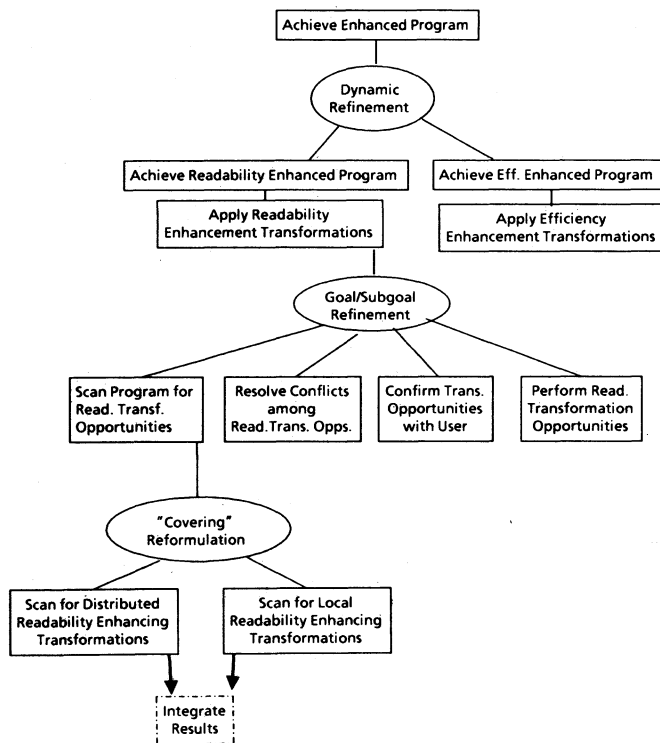 Achieve Enhanced Program
Dynamic
Refinement
Achieve Readability Enhanced Program
Achieve Eff. Enhanced Program
Apply Readability
Enhancement Transformations
Apply Efficiency
Enhancement Transformations
Goal/Subgoal
Refinement
Scan Program for
Read. Transf.
Opportunities
Resolve Conflicts
among
Read.Trans. Opps.
Confirm Trans.
Opportunities
with User
Perform Read.
Transformation
Opportunities
"Covering"
Reformulation
Scan for Distributed
Readability Enhancing
Transformations
Scan for Local
Readability Enhancing
Transformations
Integrate
Results